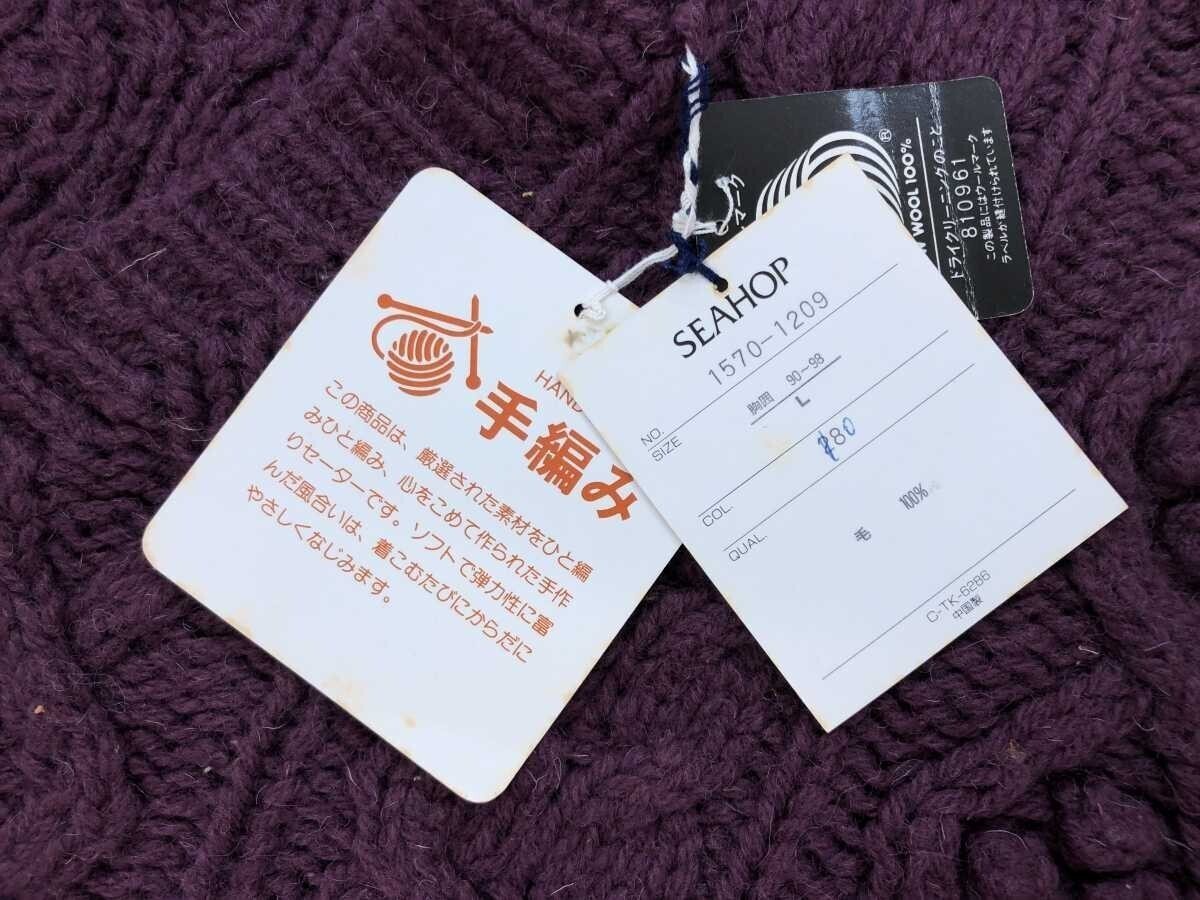 HAND
手編み
この商品は、厳選された素材をひと編
みひと編み、心をこめて作られた手作
りセーターです。ソフトで弾力性に富
んだ風合いは、着こむたびにからだに
やさしくなじみます。
SEAHOP
NO. 1570-1209
SIZE 胸囲 90~98
L
COL. 80
QUAL.
毛 100%
C-TK-6286
中国製
マーク
®
WOOL 100%
ドライクリーニングのこと
810961
この製品にはウールマーク
ラベルが縫付けられています